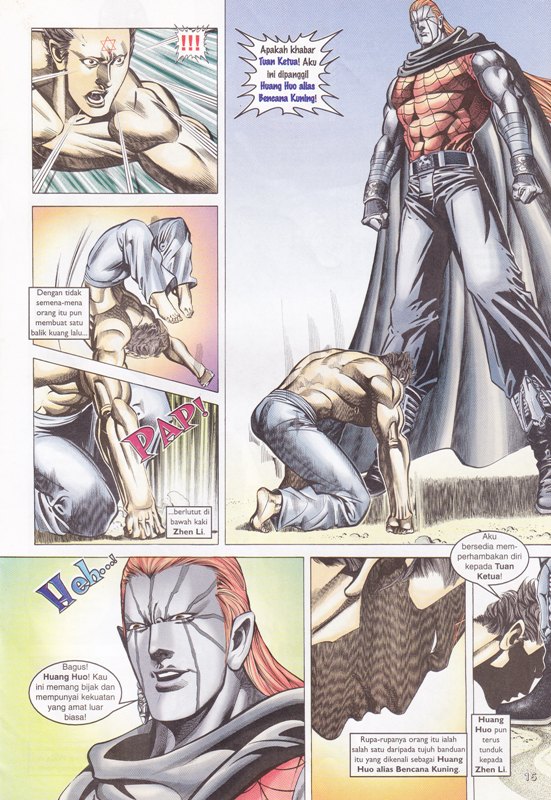 !!!
Apakah khabar
Tuan Ketua! Aku
ini dipanggil
Huang Huo alias
Bencana Kuning!
Dengan tidak
semena-mena
orang itu pun
membuat satu
balik kuang lalu...
PAP!
...berlutut di
bawah kaki
Zhen Li.
Heh...!
Bagus!
Huang Huo! Kau
ini memang bijak dan
mempunyai kekuatan
yang amat luar
biasa!
Rupa-rupanya orang itu ialah
salah satu daripada tujuh banduan
itu yang dikenali sebagai Huang
Huo alias Bencana Kuning.
Aku
bersedia mem-
perhambakan diri
kepada Tuan
Ketua!
Huang
Huo pun
terus
tunduk
kepada
Zhen Li.
15